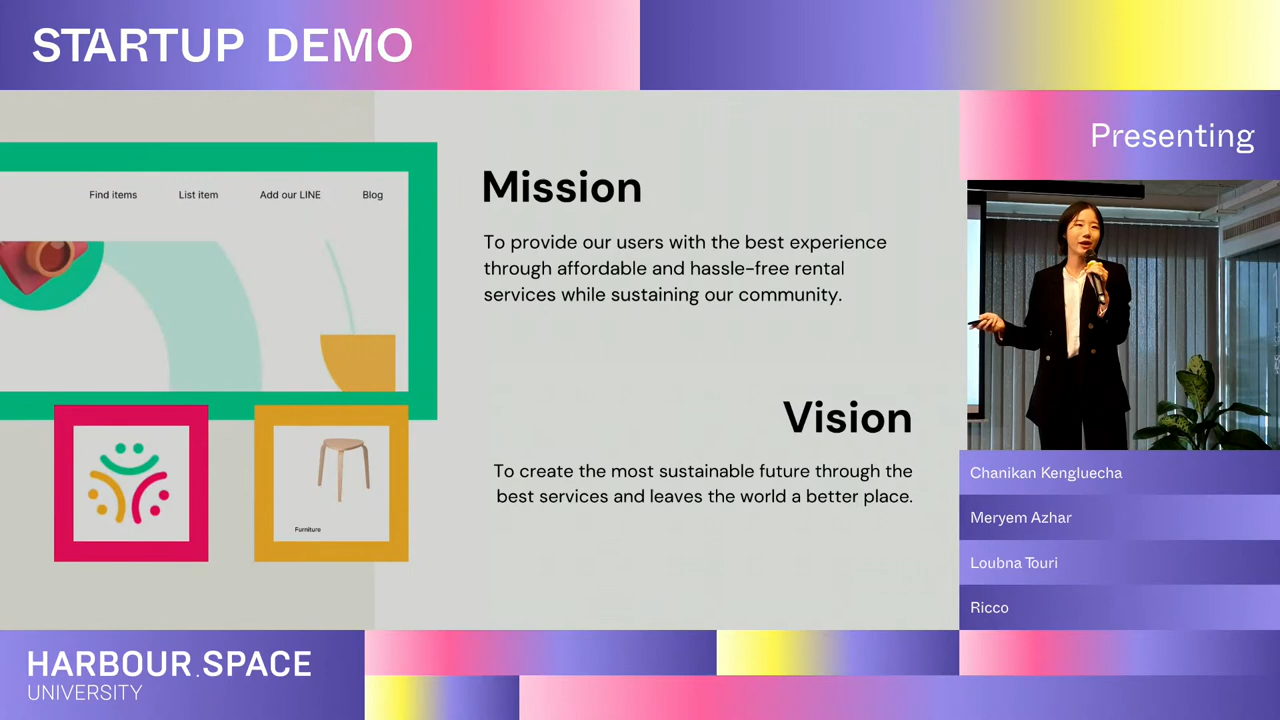 STARTUP DEMO
Presenting
Find items
List item
Add our LINE
Blog
Mission
To provide our users with the best experience
through affordable and hassle-free rental
services while sustaining our community.
Vision
To create the most sustainable future through the
best services and leaves the world a better place.
Furniture
Chanikan Kengluecha
Meryem Azhar
Loubna Touri
Ricco
HARBOUR.SPACE
UNIVERSITY